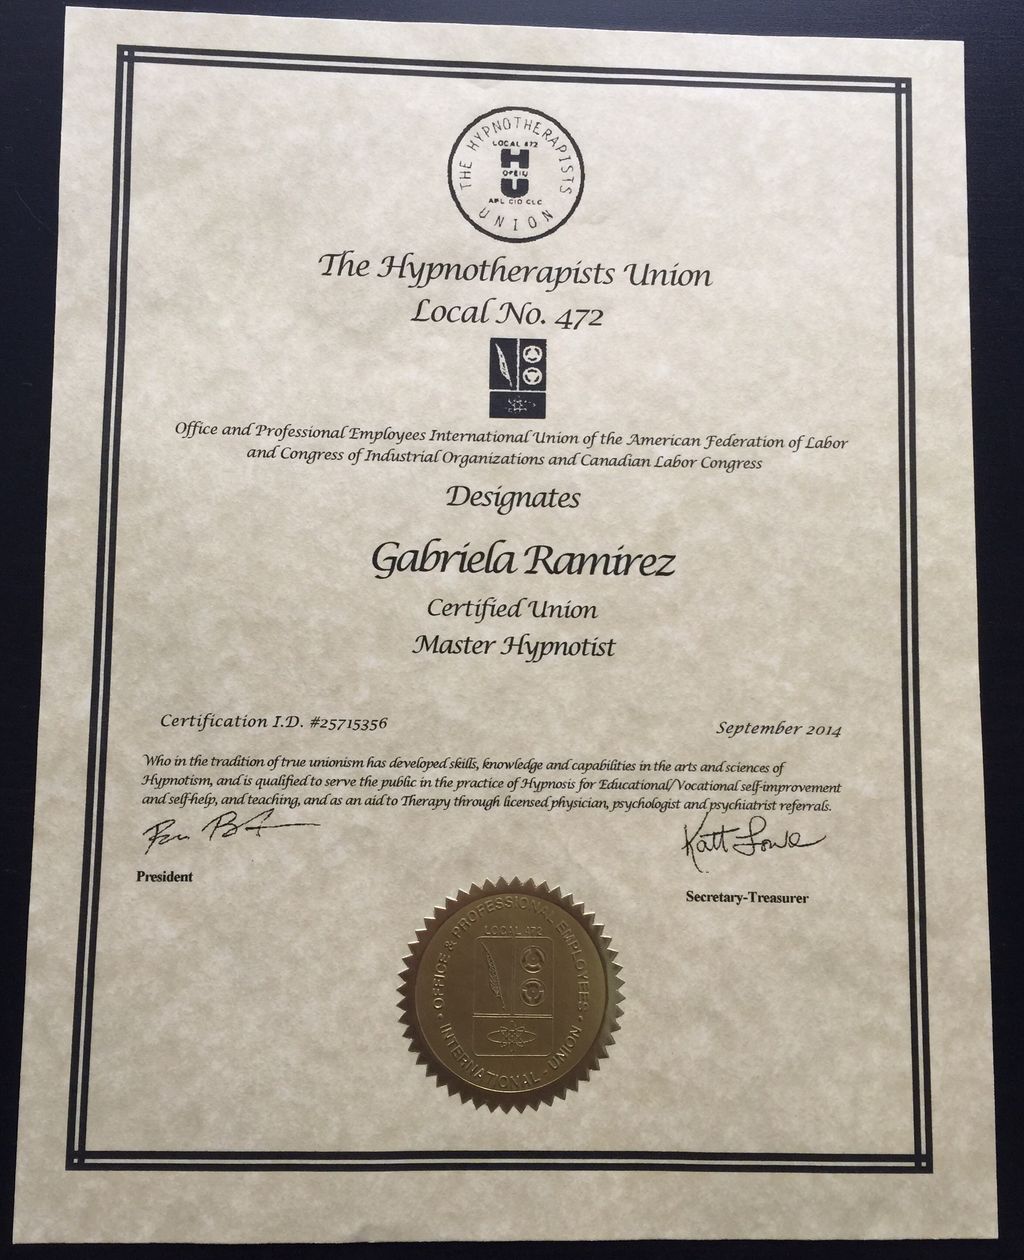 THE HYPNOTHERAPISTS UNION
LOCAL 472
HU
OPEIU
AFL CIO CLC
The Hypnotherapists Union
Local No. 472
Office and Professional Employees International Union of the American Federation of Labor
and Congress of Industrial Organizations and Canadian Labor Congress
Designates
Gabriela Ramirez
Certified Union
Master Hypnotist
Certification I.D. #25715356
September 2014
Who in the tradition of true unionism has developed skills, knowledge and capabilities in the arts and sciences of
Hypnotism, and is qualified to serve the public in the practice of Hypnosis for Educational/Vocational self-improvement
and self-help, and teaching, and as an aid to Therapy through licensed physician, psychologist and psychiatrist referrals.
Katt Lowe
President
Secretary-Treasurer
OFFICE & PROFESSIONAL EMPLOYEES
LOCAL 472
INTERNATIONAL - UNION